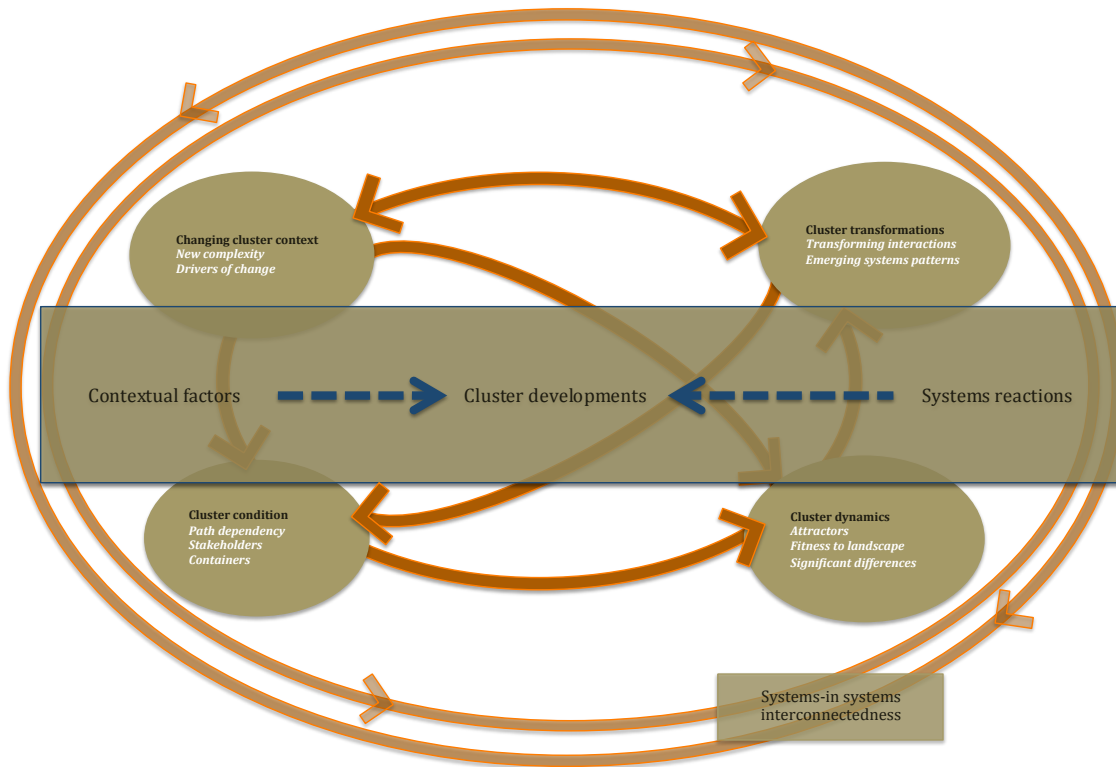 Changing cluster context
New complexity
Drivers of change
Cluster transformations
Transforming interactions
Emerging systems patterns
Contextual factors
Cluster developments
Systems reactions
Cluster condition
Path dependency
Stakeholders
Containers
Cluster dynamics
Attractors
Fitness to landscape
Significant differences
Systems-in systems
interconnectedness